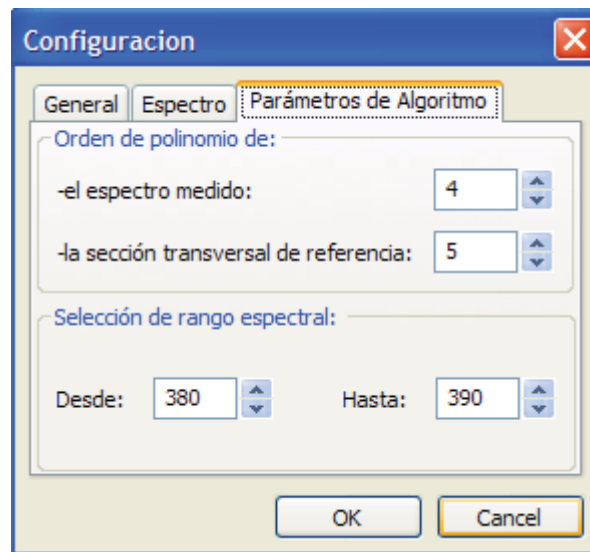 Configuracion
General Espectro Parámetros de Algoritmo
Orden de polinomio de:
-el espectro medido: 4
-la sección transversal de referencia: 5
Selección de rango espectral:
Desde: 380 Hasta: 390
OK Cancel